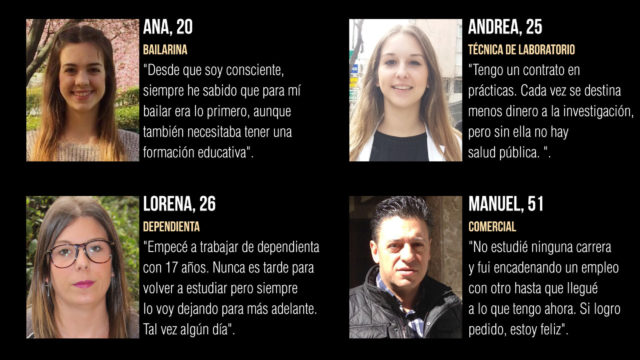 ANA, 20
BAILARINA
"Desde que soy consciente,
siempre he sabido que para mí
bailar era lo primero, aunque
también necesitaba tener una
formación educativa".
ANDREA, 25
TÉCNICA DE LABORATORIO
"Tengo un contrato en
prácticas. Cada vez se destina
menos dinero a la investigación,
pero sin ella no hay
salud pública. ".
LORENA, 26
DEPENDIENTA
"Empecé a trabajar de dependienta
con 17 años. Nunca es tarde para
volver a estudiar pero siempre
lo voy dejando para más adelante.
Tal vez algún día".
MANUEL, 51
COMERCIAL
"No estudié ninguna carrera
y fui encadenando un empleo
con otro hasta que llegué
a lo que tengo ahora. Si logro
pedido, estoy feliz".